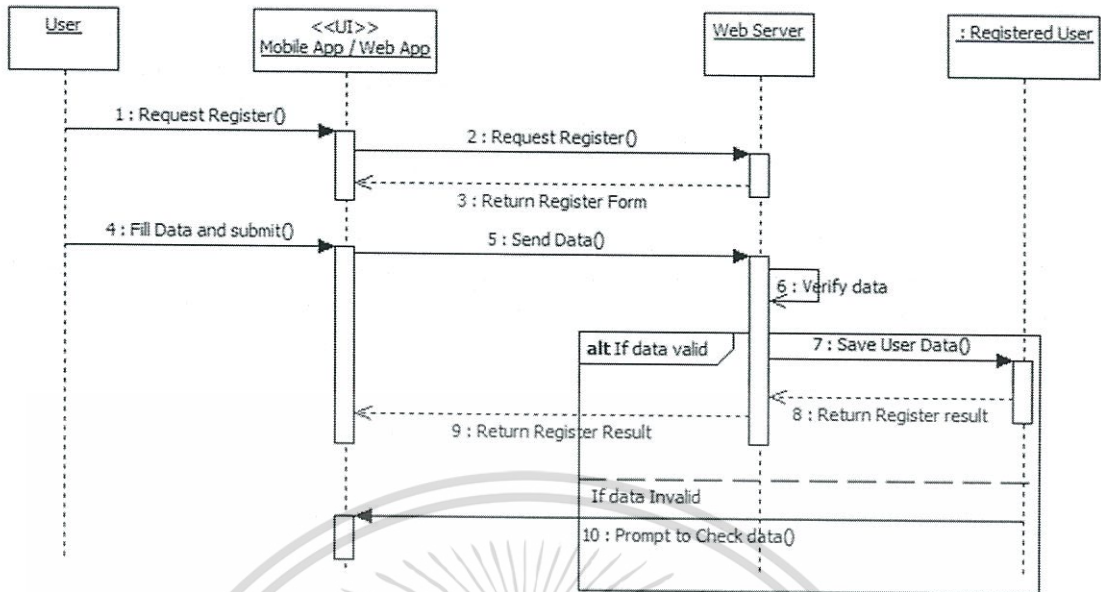 User
<<UI>>
Mobile App / Web App
Web Server
: Registered User
1 : Request Register()
2 : Request Register()
3 : Return Register Form
4 : Fill Data and submit()
5 : Send Data()
6 : Verify data
alt If data valid
7 : Save User Data()
8 : Return Register result
9 : Return Register Result
If data Invalid
10 : Prompt to Check data()